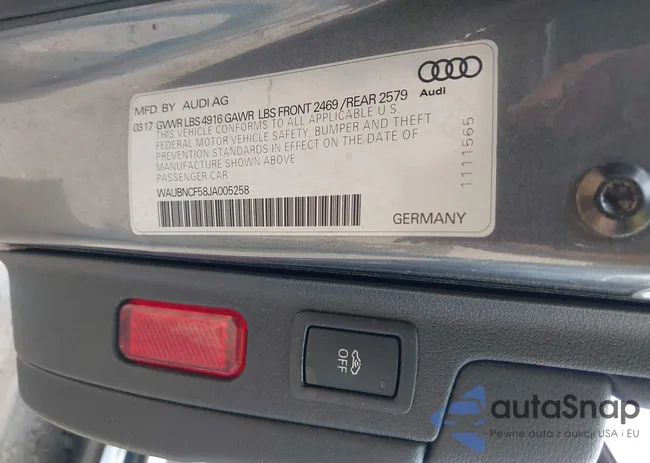 MFD. BY AUDI AG
Audi
03 17 GVWR LBS 4916 GAWR LBS FRONT 2469 / REAR 2579
THIS VEHICLE CONFORMS TO ALL APPLICABLE U S
FEDERAL MOTOR VEHICLE SAFETY, BUMPER AND THEFT
PREVENTION STANDARDS IN EFFECT ON THE DATE OF
MANUFACTURE SHOWN ABOVE
PASSENGER CAR
WAUBNCF58JA005258
1111565
GERMANY
OFF
autaSnap
Pewne auta z aukcji USA i EU